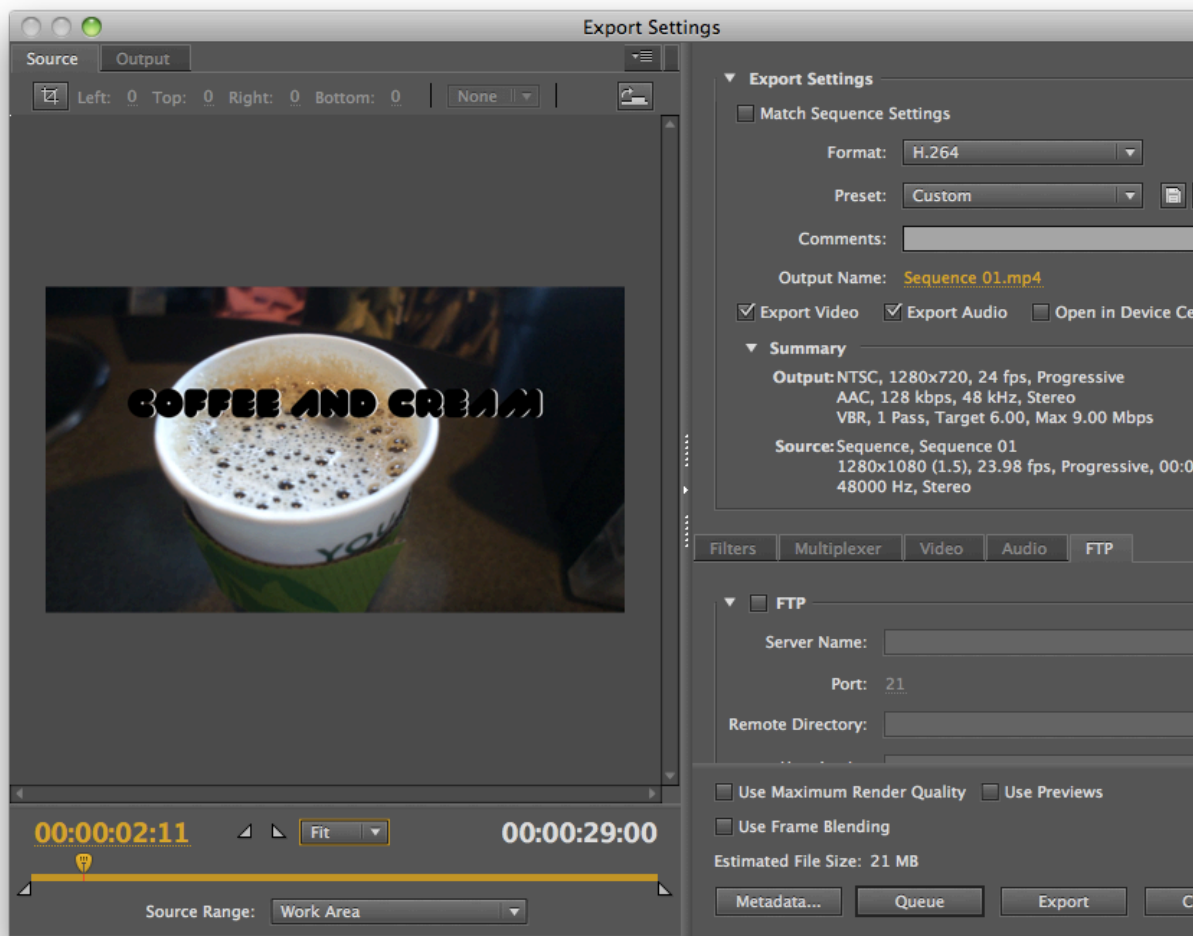 Export Settings
Source
Output
Left: 0 Top: 0 Right: 0 Bottom: 0
None
COFFEE AND CREAM
YOU
00:00:02:11
Fit
00:00:29:00
Source Range: Work Area
Export Settings
Match Sequence Settings
Format: H.264
Preset: Custom
Comments:
Output Name: Sequence 01.mp4
Export Video Export Audio Open in Device Ce
Summary
Output: NTSC, 1280x720, 24 fps, Progressive
AAC, 128 kbps, 48 kHz, Stereo
VBR, 1 Pass, Target 6.00, Max 9.00 Mbps
Source: Sequence, Sequence 01
1280x1080 (1.5), 23.98 fps, Progressive, 00:0
48000 Hz, Stereo
Filters Multiplexer Video Audio FTP
FTP
Server Name:
Port: 21
Remote Directory:
Use Maximum Render Quality Use Previews
Use Frame Blending
Estimated File Size: 21 MB
Metadata... Queue Export C